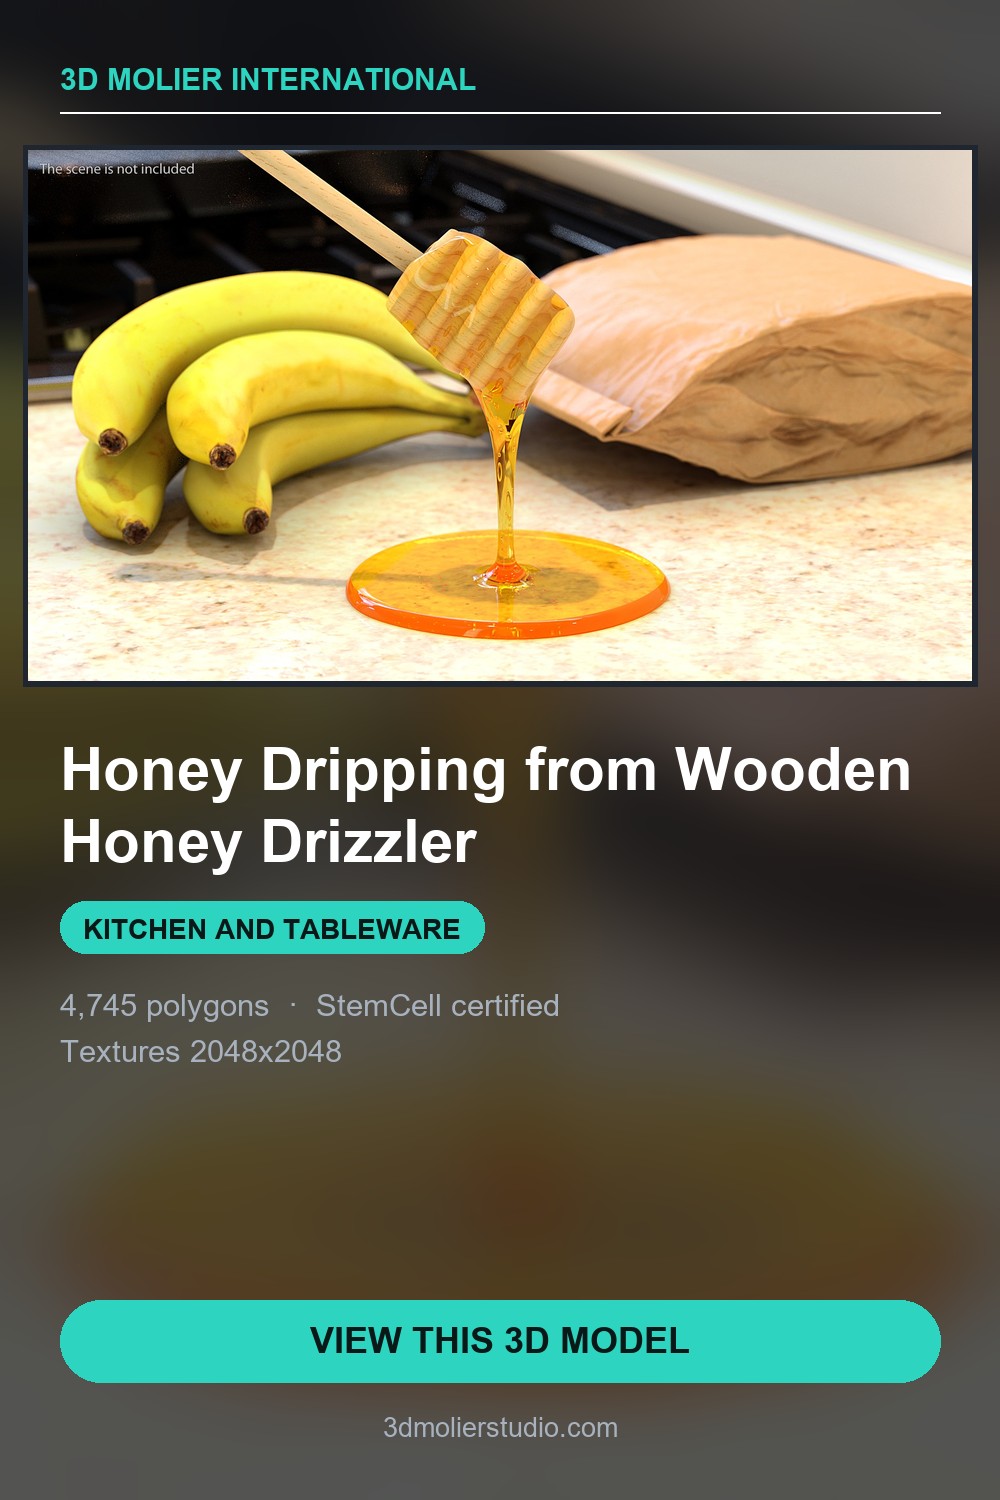 3D MOLIER INTERNATIONAL
The scene is not included
Honey Dripping from Wooden
Honey Drizzler
KITCHEN AND TABLEWARE
4,745 polygons · StemCell certified
Textures 2048x2048
VIEW THIS 3D MODEL
3dmolierstudio.com